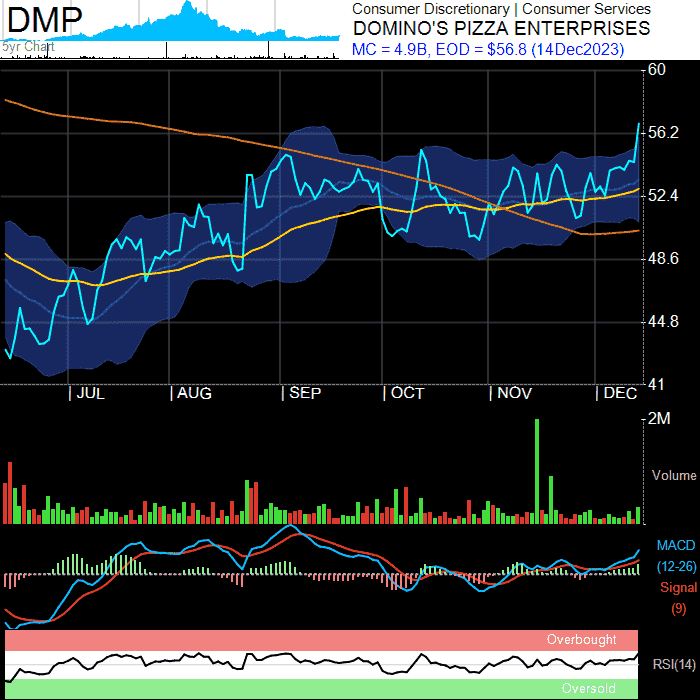 DMP
5yr Chart
Consumer Discretionary | Consumer Services
DOMINO'S PIZZA ENTERPRISES
MC = 4.9B, EOD = $56.8 (14Dec2023)
60
56.2
52.4
48.6
44.8
41
JUL
AUG
SEP
OCT
NOV
DEC
2M
Volume
MACD
(12-26)
Signal
(9)
Overbought
RSI(14)
Oversold